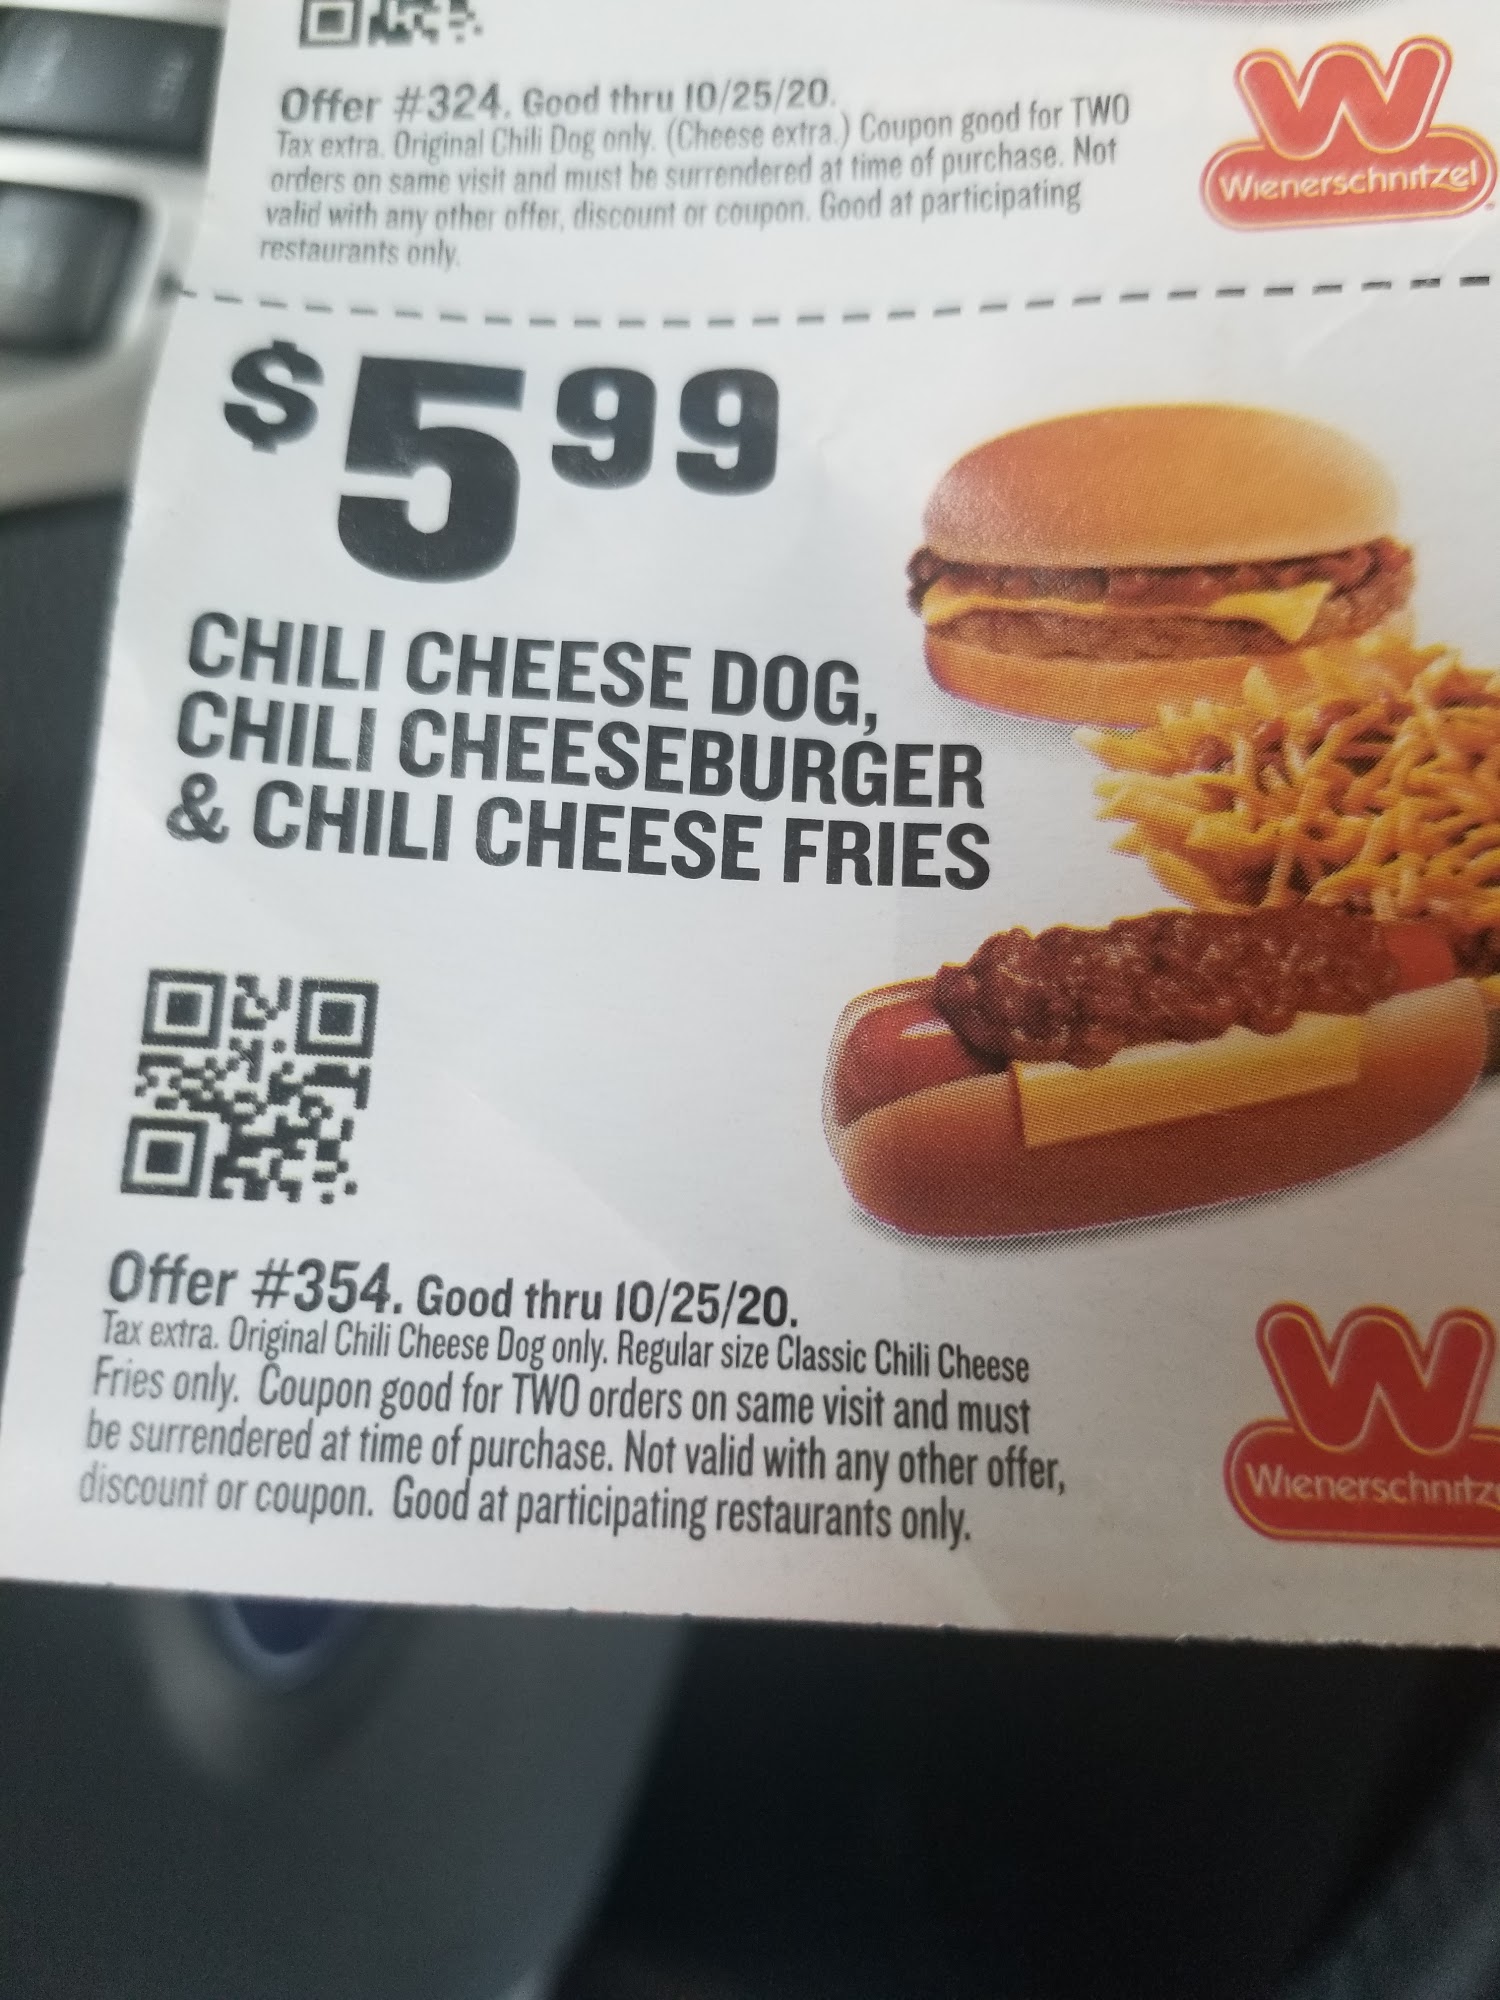 Offer #324. Good thru 10/25/20.
Tax extra. Original Chili Dog only. (Cheese extra.) Coupon good for TWO
orders on same visit and must be surrendered at time of purchase. Not
valid with any other offer, discount or coupon. Good at participating
restaurants only.
W
Wienerschnitzel
$5 99
CHILI CHEESE DOG,
CHILI CHEESEBURGER
& CHILI CHEESE FRIES
Offer #354. Good thru 10/25/20.
Tax extra. Original Chili Cheese Dog only. Regular size Classic Chili Cheese
Fries only. Coupon good for TWO orders on same visit and must
be surrendered at time of purchase. Not valid with any other offer,
discount or coupon. Good at participating restaurants only.
W
Wienerschnitz